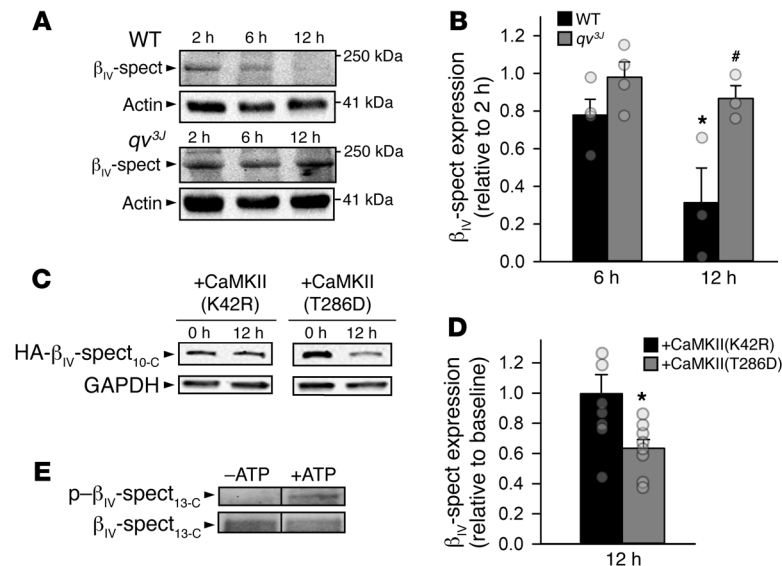 A
WT 2 h 6 h 12 h
250 kDa
βIV-spect
Actin 41 kDa
qv3J 2 h 6 h 12 h
250 kDa
βIV-spect
Actin 41 kDa
B
WT
qv3J
βIV-spect expression
(relative to 2 h)
1.2
1.0
0.8
0.6
0.4
0.2
0.0
*
#
6 h 12 h
C
+CaMKII +CaMKII
(K42R) (T286D)
0 h 12 h 0 h 12 h
HA-βIV-spect10-C
GAPDH
D
+CaMKII(K42R)
+CaMKII(T286D)
βIV-spect expression
(relative to baseline)
1.2
1.0
0.8
0.6
0.4
0.2
0.0
*
12 h
E
–ATP +ATP
p–βIV-spect13-C
βIV-spect13-C